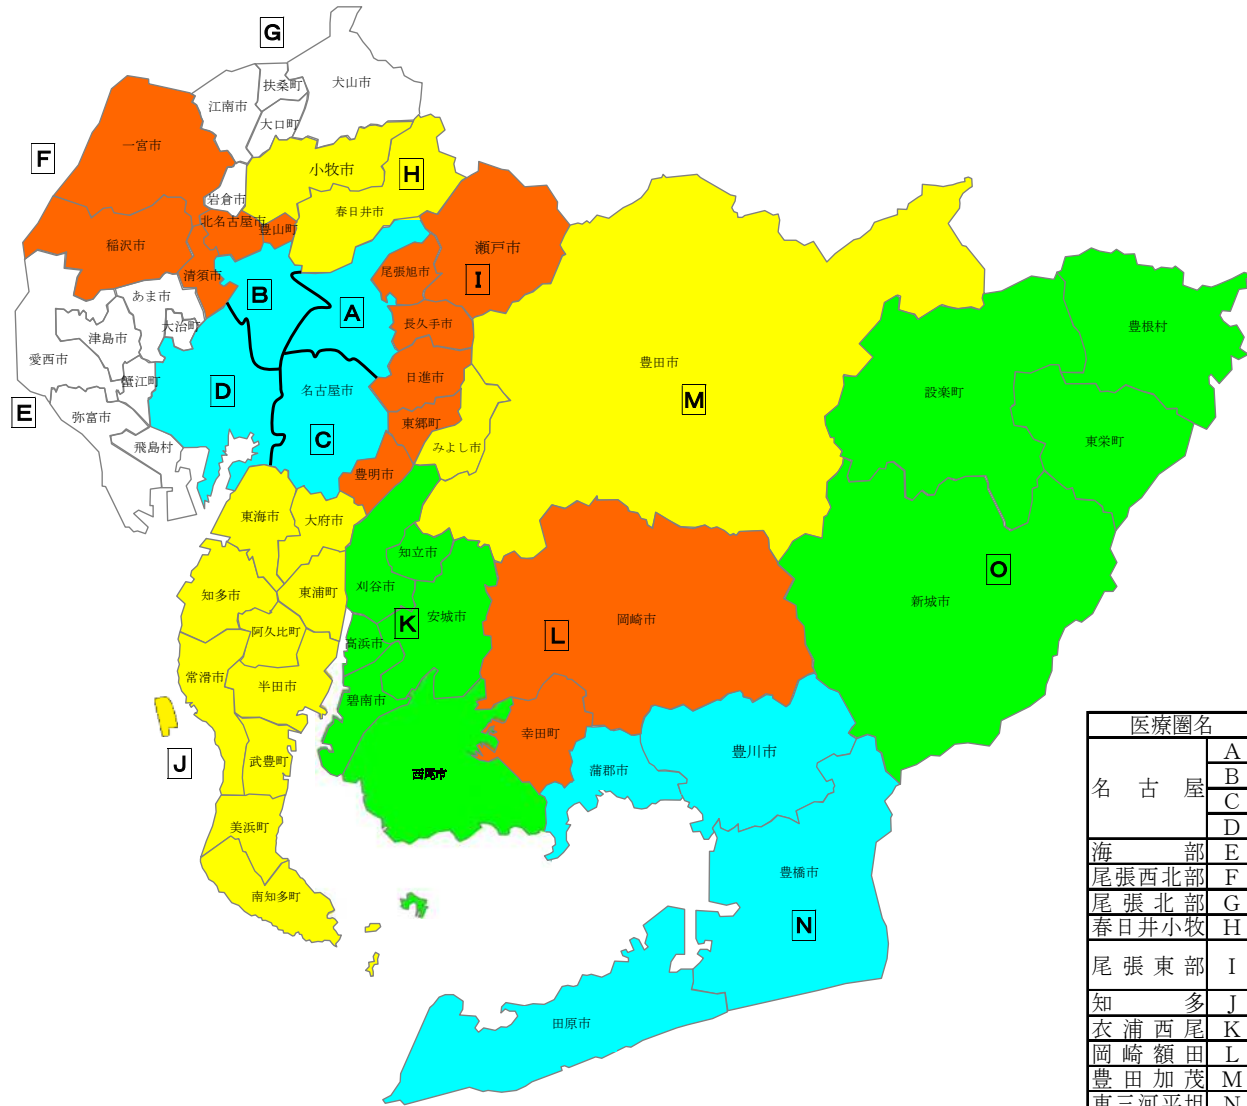 G
犬山市
扶桑町
江南市
大口町
一宮市
F
小牧市
H
岩倉市
春日井市
北名古屋市
豊山町
稲沢市
瀬戸市
清須市
尾張旭市
I
B
A
あま市
大治町
長久手市
津島市
豊根村
愛西市
豊田市
蟹江町
日進市
D
名古屋市
設楽町
M
E
弥富市
東郷町
C
東栄町
飛島村
みよし市
豊明市
東海市
大府市
知立市
O
刈谷市
東浦町
知多市
新城市
安城市
岡崎市
K
阿久比町
L
高浜市
常滑市
半田市
碧南市
幸田町
豊川市
J
武豊町
西尾市
蒲郡市
美浜町
豊橋市
南知多町
N
田原市
医療圏名
名古屋
A
B
C
D
海部 E
尾張西北部 F
尾張北部 G
春日井小牧 H
尾張東部 I
知多 J
衣浦西尾 K
岡崎額田 L
豊田加茂 M
東三河平坦 N